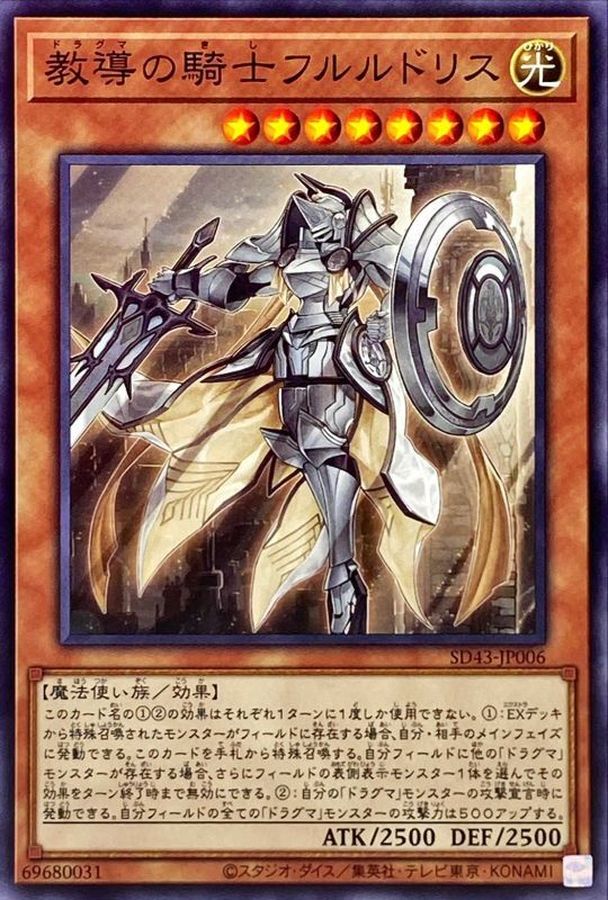 教導の騎士フルルドリス
光
SD43-JP006
【魔法使い族／効果】
このカード名の①②の効果はそれぞれ1ターンに1度しか使用できない。①:EXデッキ
から特殊召喚されたモンスターがフィールドに存在する場合、自分・相手のメインフェイズ
に発動できる。このカードを手札から特殊召喚する。自分フィールドに他の「ドラグマ」
モンスターが存在する場合、さらにフィールドの表側表示モンスター1体を選んでその
効果をターン終了時まで無効にできる。②:自分の「ドラグマ」モンスターの攻撃宣言時に
発動できる。自分フィールドの全ての「ドラグマ」モンスターの攻撃力は500アップする。
ATK/2500 DEF/2500
69680031
©スタジオ・ダイス／集英社・テレビ東京・KONAMI